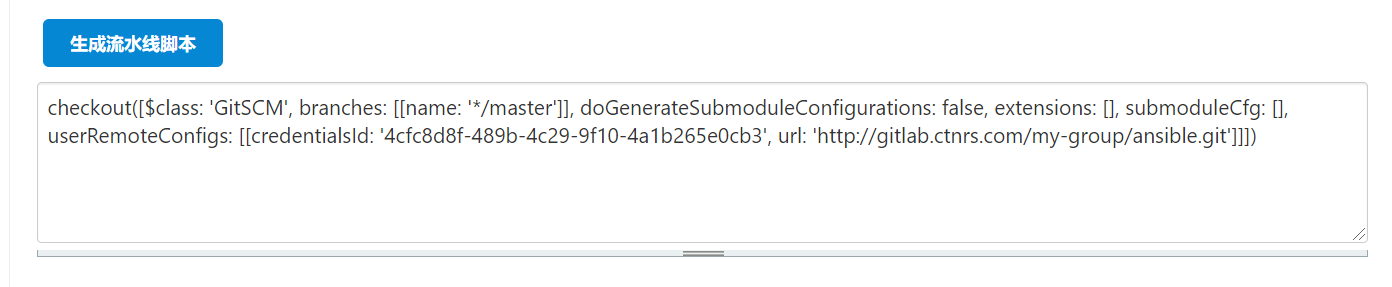 生成流水线脚本
checkout([$class: 'GitSCM', branches: [[name: '*/master']], doGenerateSubmoduleConfigurations: false, extensions: [], submoduleCfg: [],
userRemoteConfigs: [[credentialsId: '4cfc8d8f-489b-4c29-9f10-4a1b265e0cb3', url: 'http://gitlab.ctnrs.com/my-group/ansible.git']]])